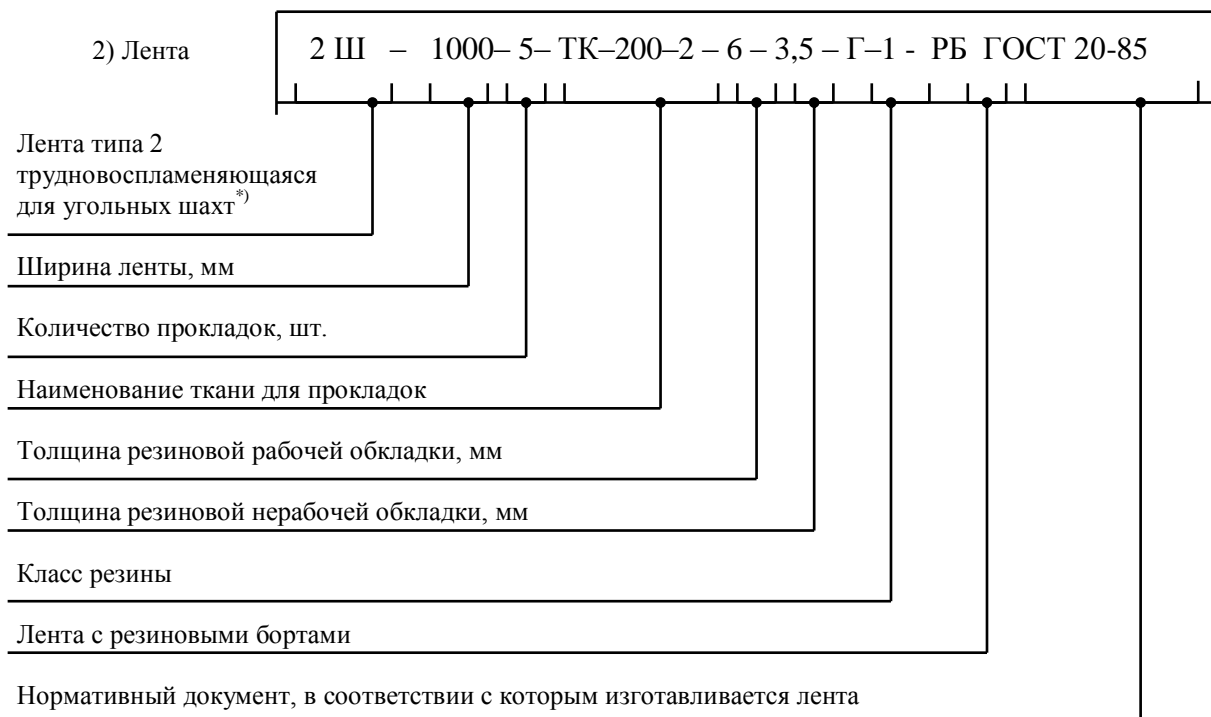 2) Лента 2 Ш – 1000– 5– ТК–200–2 – 6 – 3,5 – Г–1 - РБ ГОСТ 20-85
Лента типа 2
трудновоспламеняющаяся
для угольных шахт*)
Ширина ленты, мм
Количество прокладок, шт.
Наименование ткани для прокладок
Толщина резиновой рабочей обкладки, мм
Толщина резиновой нерабочей обкладки, мм
Класс резины
Лента с резиновыми бортами
Нормативный документ, в соответствии с которым изготавливается лента